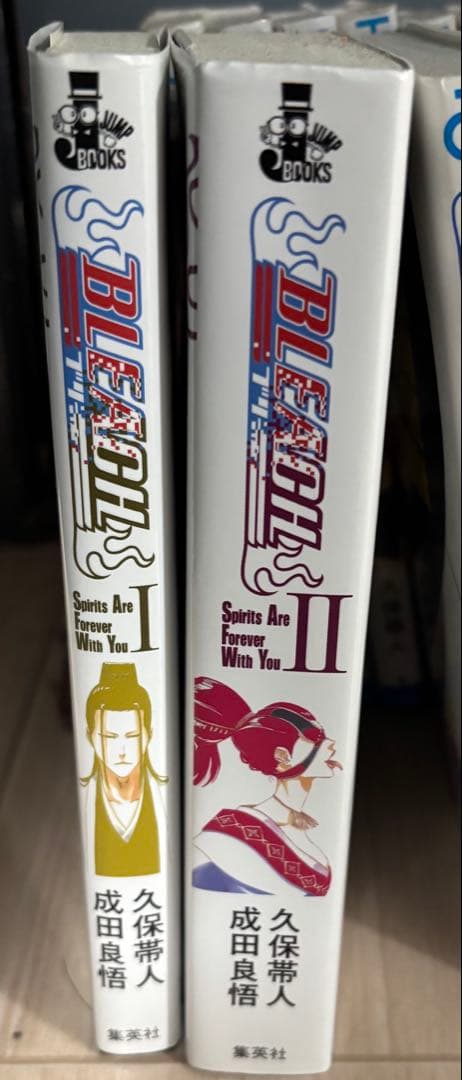 JUMP
BOOKS
BLEACH
Spirits Are
Forever
With You
I
久保帯人
成田良悟
集英社
JUMP
BOOKS
BLEACH
Spirits Are
Forever
With You
II
久保帯人
成田良悟
集英社